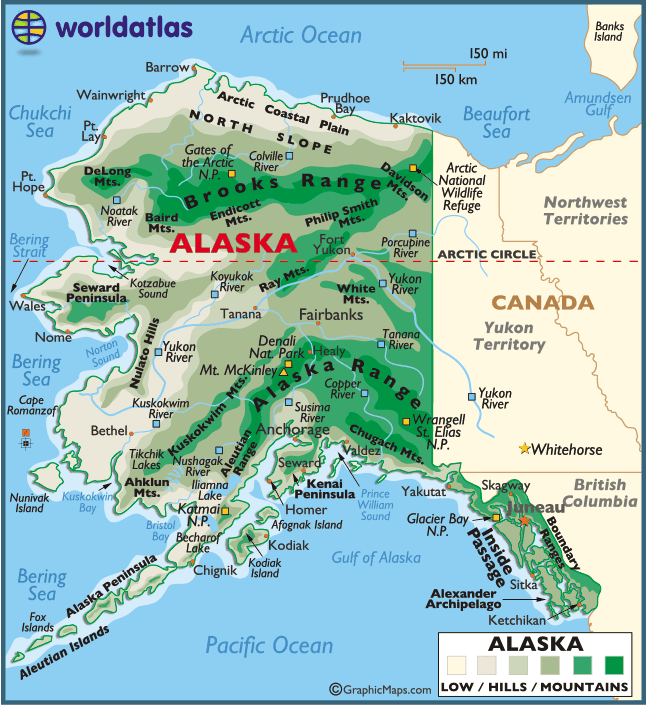 worldatlas
Arctic Ocean
150 mi
150 km
Banks
Island
Barrow
Wainwright
Prudhoe
Bay
Kaktovik
Beaufort
Sea
Amundsen
Gulf
Chukchi
Sea
Arctic Coastal Plain
NORTH SLOPE
Pt.
Lay
Gates of
the Arctic
N.P.
Colville
River
DeLong
Mts.
Davidson
Mts.
Arctic
National
Wildlife
Refuge
Pt.
Hope
Brooks Range
Noatak
River
Baird
Mts.
Endicott
Mts.
Philip Smith
Mts.
Northwest
Territories
ALASKA
Fort
Yukon
Porcupine
River
Bering
Strait
ARCTIC CIRCLE
Kotzabue
Sound
Koyukok
River
Ray Mts.
Yukon
River
White
Mts.
Seward
Peninsula
CANADA
Wales
Tanana
Fairbanks
Yukon
Territory
Nome
Norton
Sound
Nulato Hills
Yukon
River
Denali
Nat. Park
Healy
Tanana
River
Mt. McKinley
Bering
Sea
Alaska Range
Copper
River
Yukon
River
Cape
Romanzof
Kuskokwim
River
Kuskokwim Mts.
Susima
River
Wrangell
St. Elias
N.P.
Bethel
Aleutian
Range
Anchorage
Chugach Mts.
Valdez
Whitehorse
Tikchik
Lakes
Nushagak
River
Seward
Iliamna
Lake
Kenai
Peninsula
Prince
William
Sound
Yakutat
Skagway
British
Columbia
Nunivak
Island
Kuskokwin
Bay
Ahklun
Mts.
Katmai
N.P.
Homer
Juneau
Glacier Bay
N.P.
Boundary
Ranges
Bristol
Bay
Afognak Island
Becharof
Lake
Kodiak
Kodiak
Island
Gulf of Alaska
Inside
Passage
Bering
Sea
Alaska Peninsula
Chignik
Sitka
Alexander
Archipelago
Ketchikan
Fox
Islands
Aleutian Islands
Pacific Ocean
ALASKA
LOW / HILLS / MOUNTAINS
©GraphicMaps.com